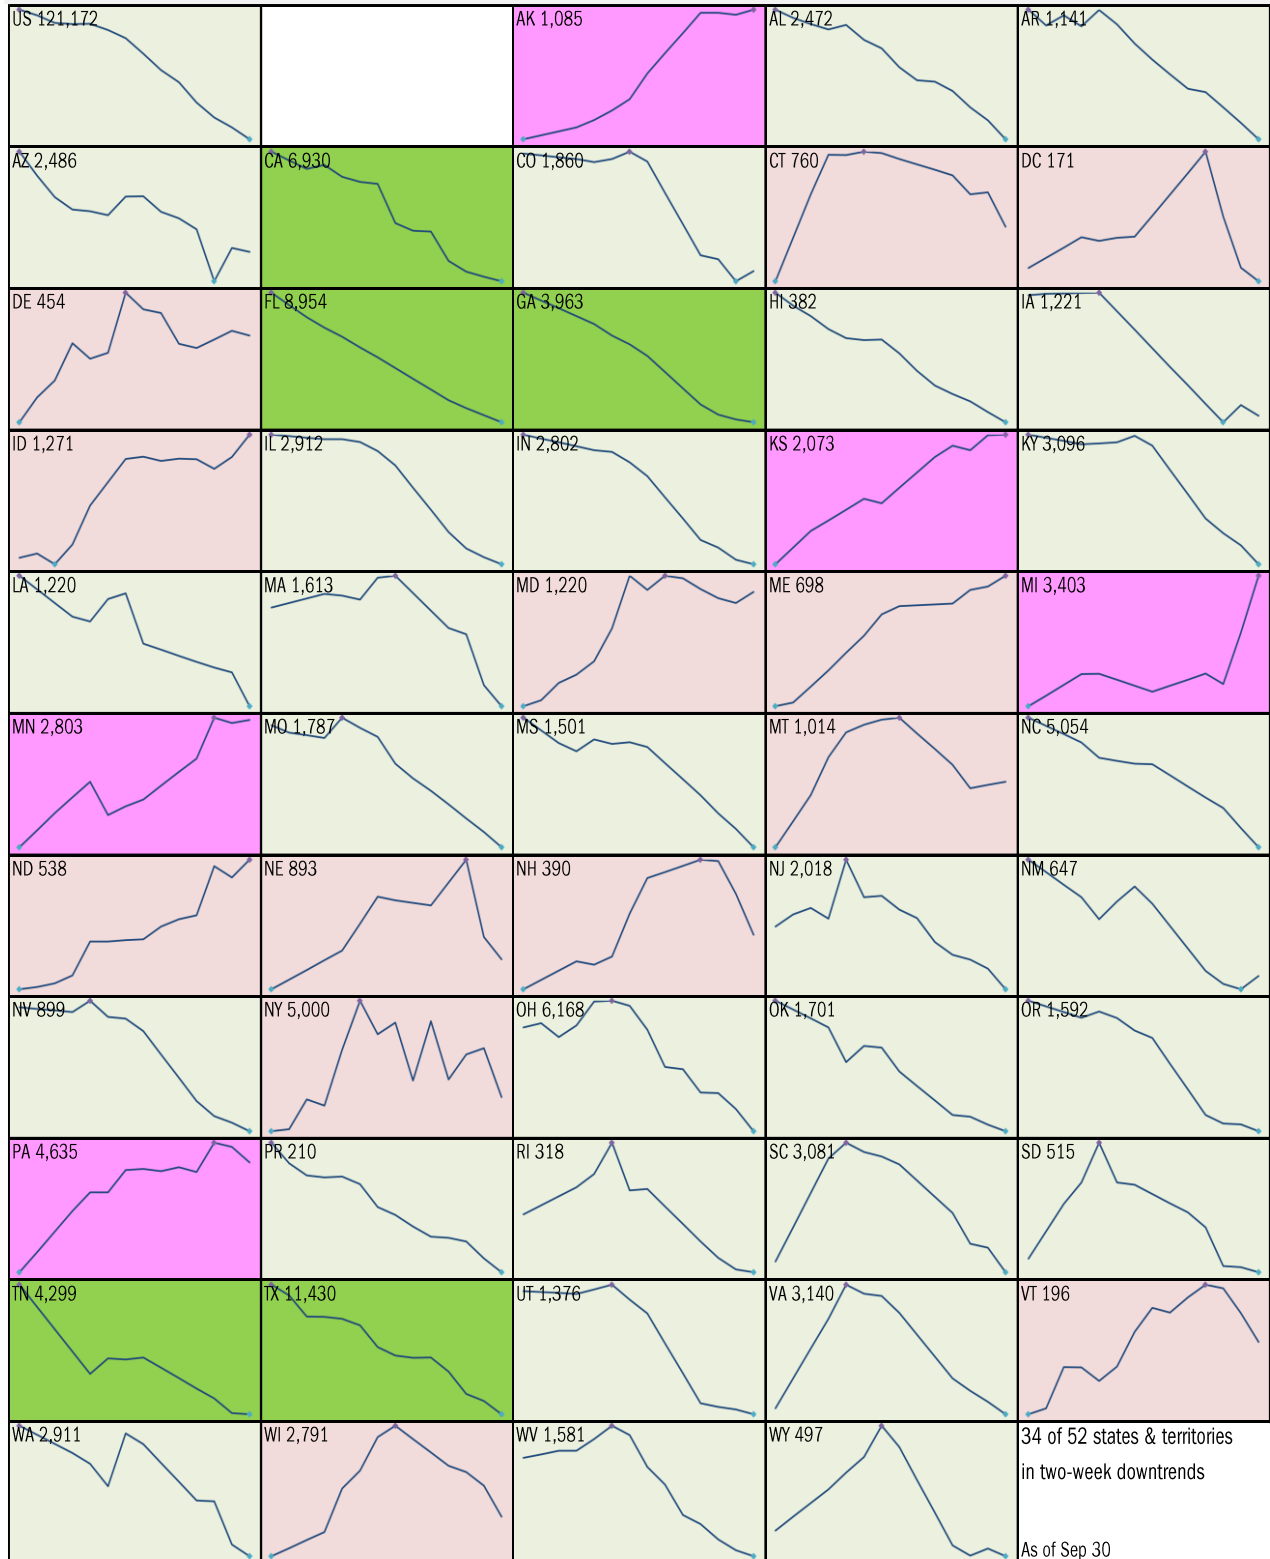 US 121,172
AK 1,085
AL 2,472
AR 1,141
AZ 2,486
CA 6,930
CO 1,860
CT 760
DC 171
DE 454
FL 8,954
GA 3,963
HI 382
IA 1,221
ID 1,271
IL 2,912
IN 2,802
KS 2,073
KY 3,096
LA 1,220
MA 1,613
MD 1,220
ME 698
MI 3,403
MN 2,803
MO 1,787
MS 1,501
MT 1,014
NC 5,054
ND 538
NE 893
NH 390
NJ 2,018
NM 647
NV 899
NY 5,000
OH 6,168
OK 1,701
OR 1,592
PA 4,635
PR 210
RI 318
SC 3,081
SD 515
TN 4,299
TX 11,430
UT 1,376
VA 3,140
VT 196
WA 2,911
WI 2,791
WV 1,581
WY 497
34 of 52 states & territories
in two-week downtrends
As of Sep 30